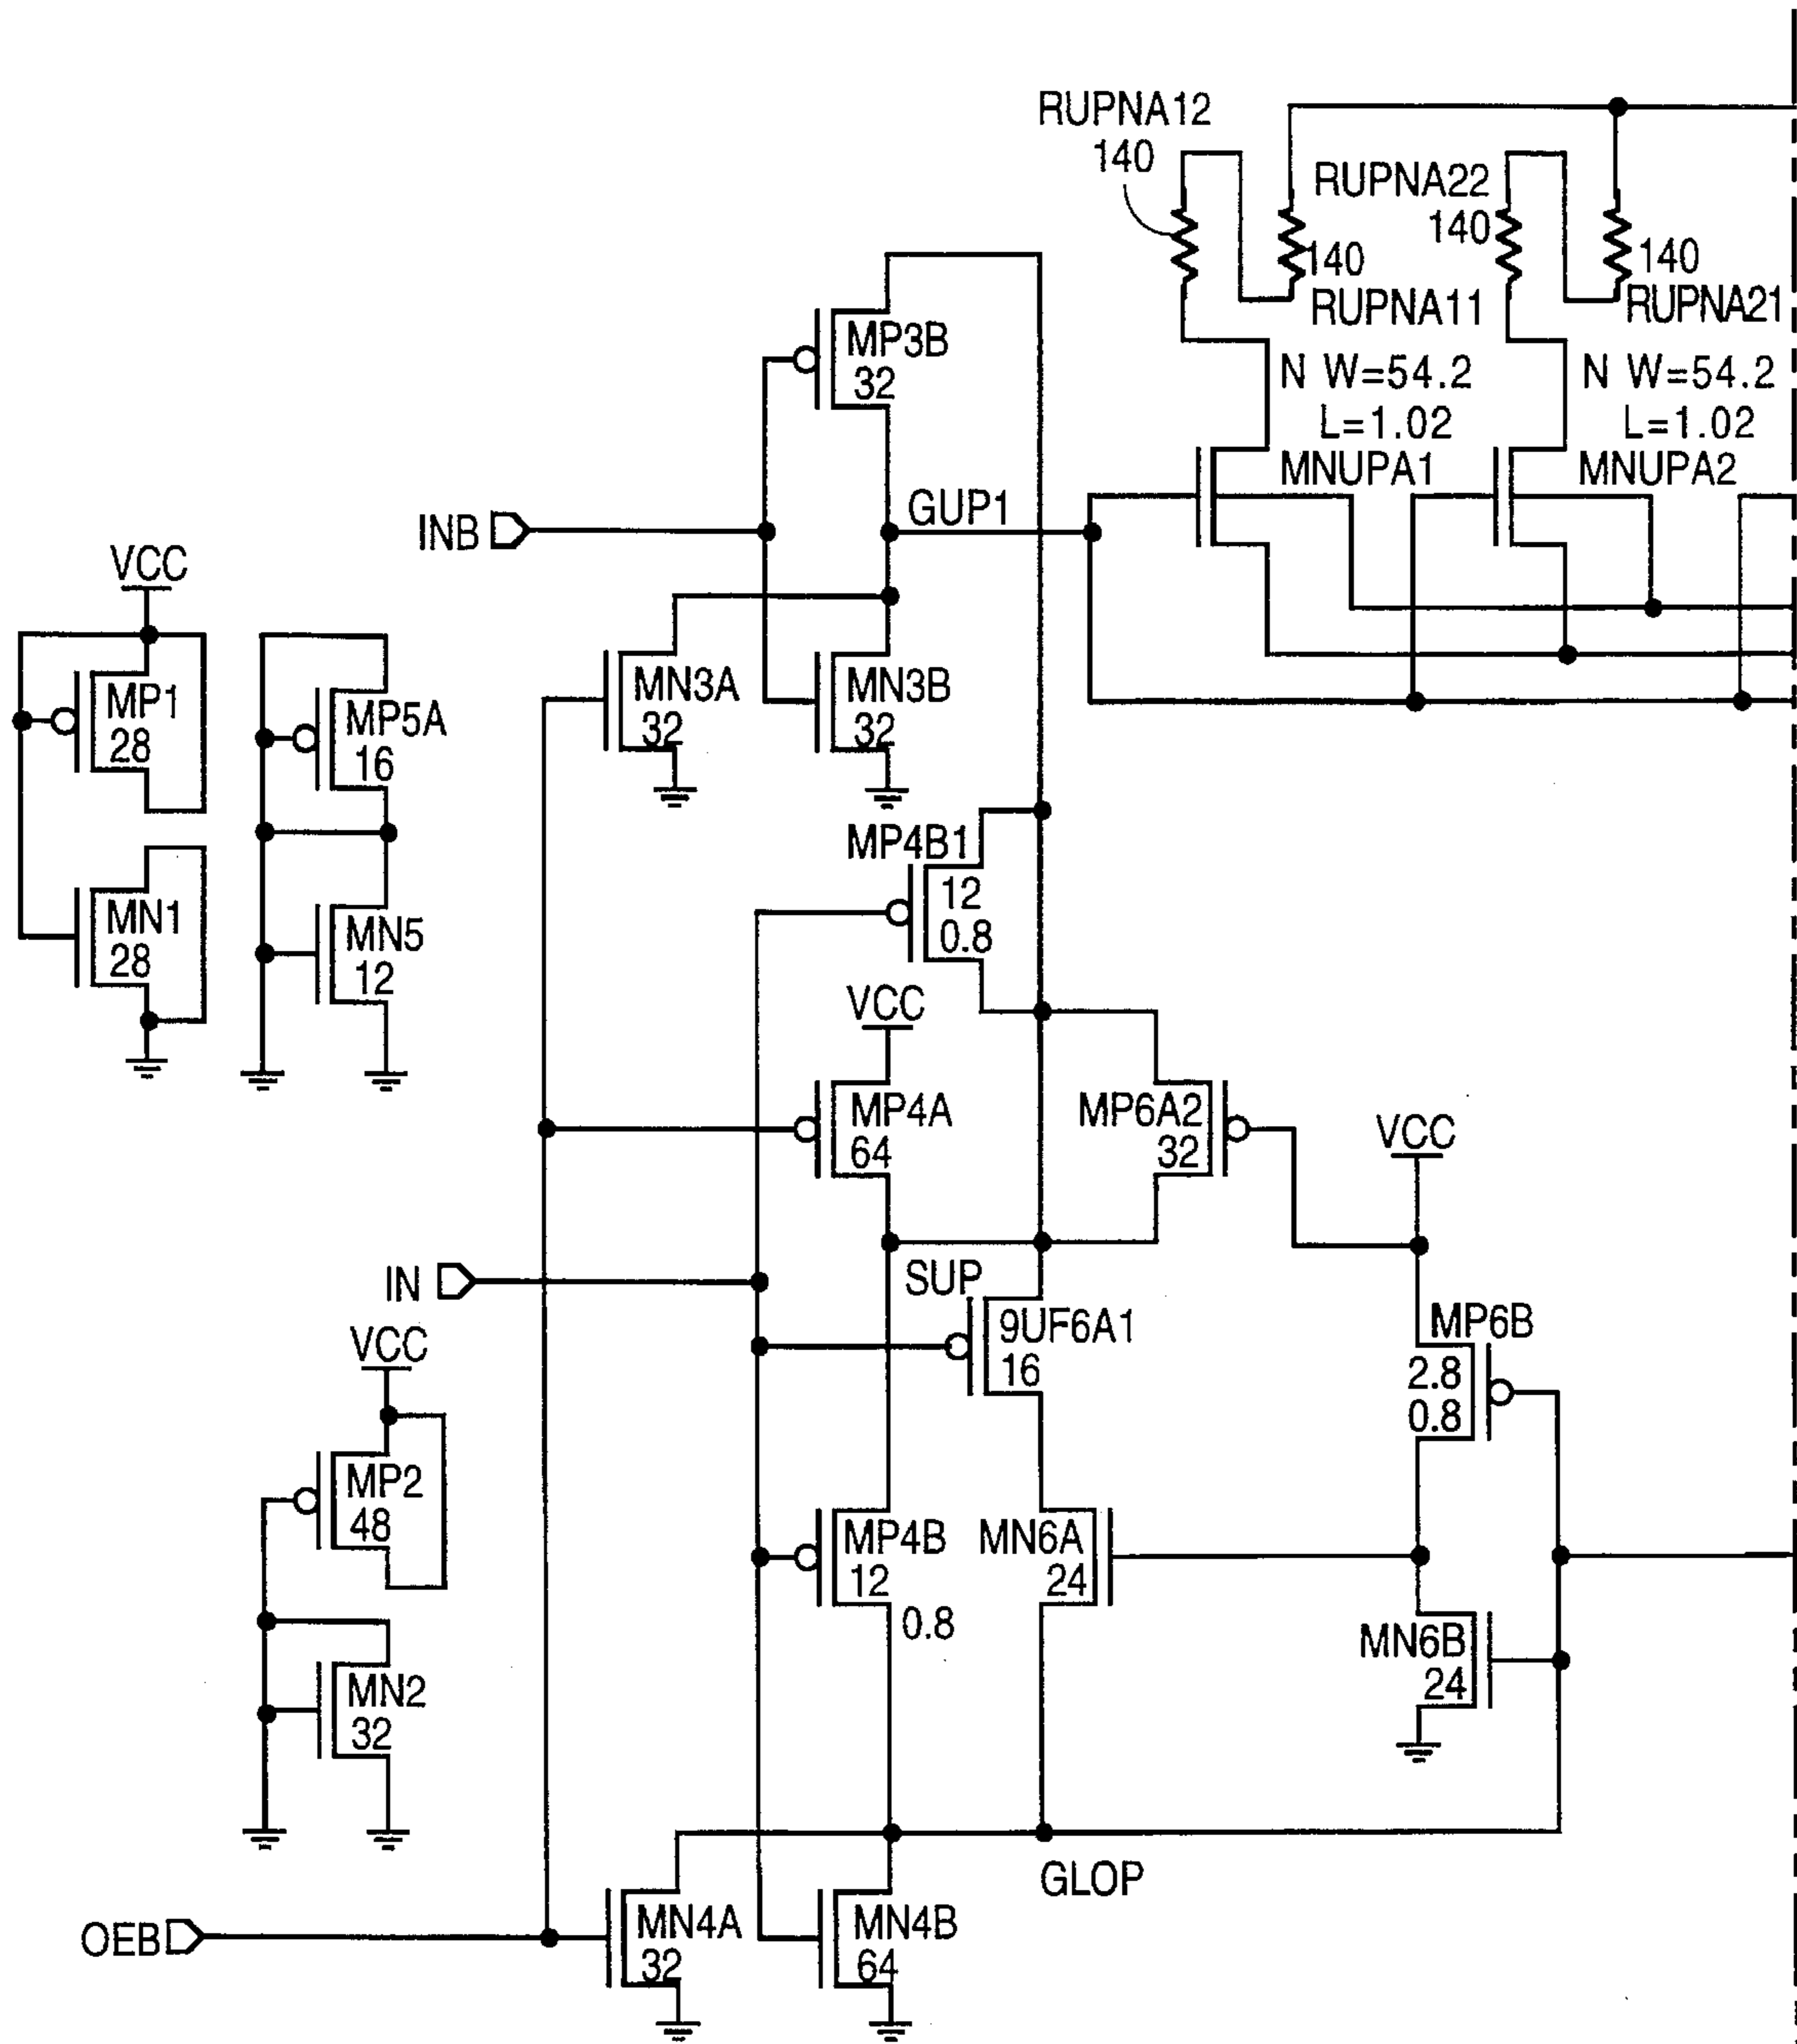 RUPNA12
140
RUPNA22
140
140
RUPNA11
140
RUPNA21
MP3B
32
N W=54.2
L=1.02
MNUPA1
N W=54.2
L=1.02
MNUPA2
GUP1
INB
VCC
MP1
28
MP5A
16
MN3A
32
MN3B
32
MP4B1
12
0.8
MN1
28
MN5
12
VCC
MP4A
64
MP6A2
32
VCC
IN
SUP
9UF6A1
16
MP6B
2.8
0.8
VCC
MP2
48
MP4B
12
0.8
MN6A
24
MN6B
24
MN2
32
GLOP
OEB
MN4A
32
MN4B
64